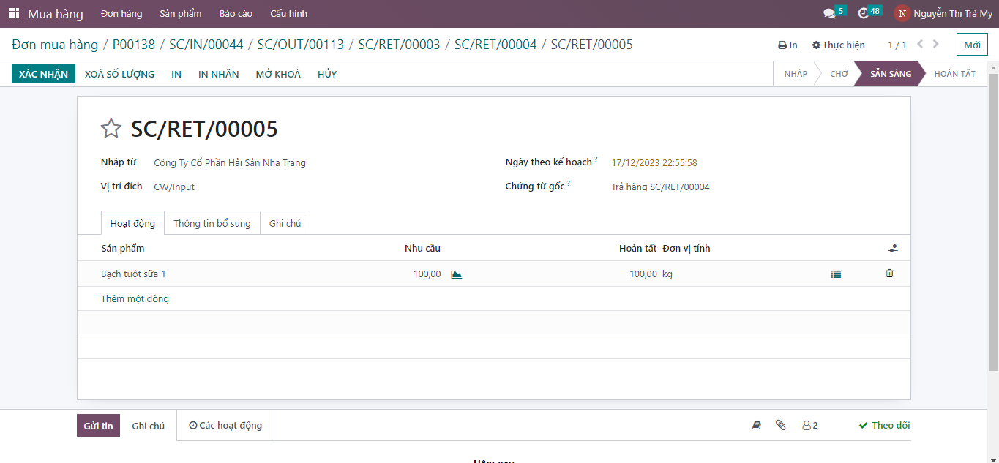 Mua hàng Đơn hàng Sản phẩm Báo cáo Cấu hình 5 48 N Nguyễn Thị Trà My
Đơn mua hàng / P00138 / SC/IN/00044 / SC/OUT/00113 / SC/RET/00003 / SC/RET/00004 / SC/RET/00005 In Thực hiện 1 / 1 Mới
XÁC NHẬN XOÁ SỐ LƯỢNG IN IN NHÃN MỞ KHOÁ HỦY NHÁP CHỜ SẴN SÀNG HOÀN TẤT
SC/RET/00005
Nhập từ Công Ty Cổ Phần Hải Sản Nha Trang Ngày theo kế hoạch ? 17/12/2023 22:55:58
Vị trí đích CW/Input Chứng từ gốc ? Trả hàng SC/RET/00004
Hoạt động Thông tin bổ sung Ghi chú
Sản phẩm Nhu cầu Hoàn tất Đơn vị tính
Bạch tuột sữa 1 100,00 100,00 kg
Thêm một dòng
Gửi tin Ghi chú Các hoạt động 2 Theo dõi
Hôm nay